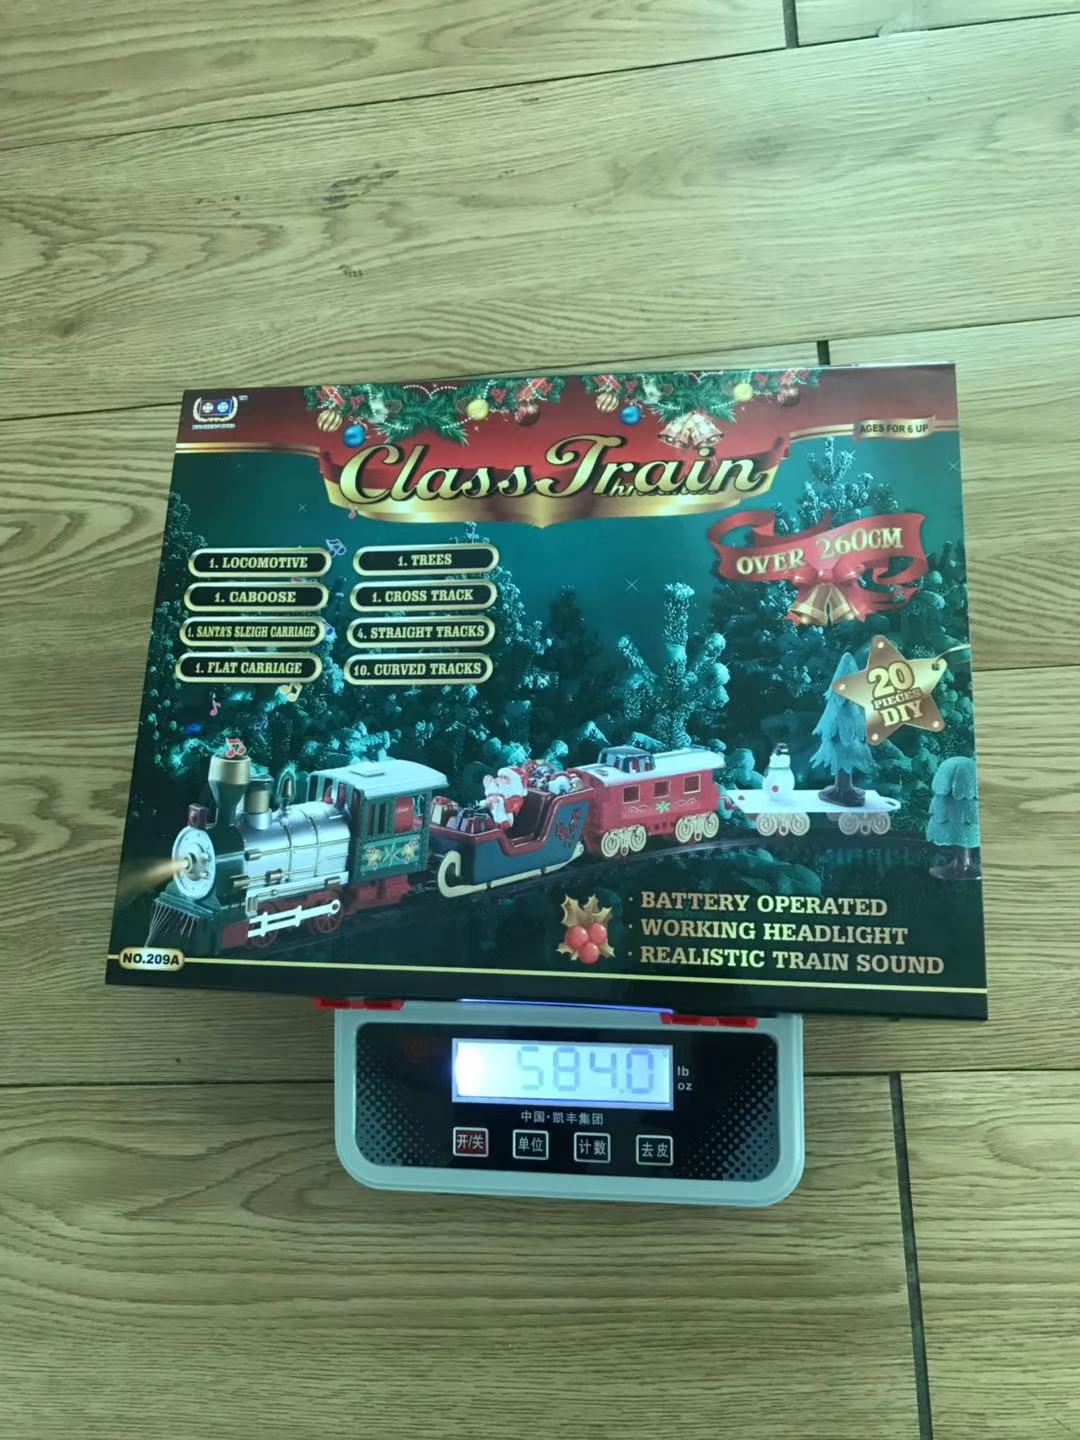 AGES FOR 6 UP
Class Train
OVER 260CM
1. LOCOMOTIVE
1. CABOOSE
1. SANTA'S SLEIGH CARRIAGE
1. FLAT CARRIAGE
1. TREES
1. CROSS TRACK
4. STRAIGHT TRACKS
10. CURVED TRACKS
20
PIECES
DIY
· BATTERY OPERATED
· WORKING HEADLIGHT
· REALISTIC TRAIN SOUND
NO.209A
584.0
lb
oz
中国·凯丰集团
开/关
单位
计数
去皮